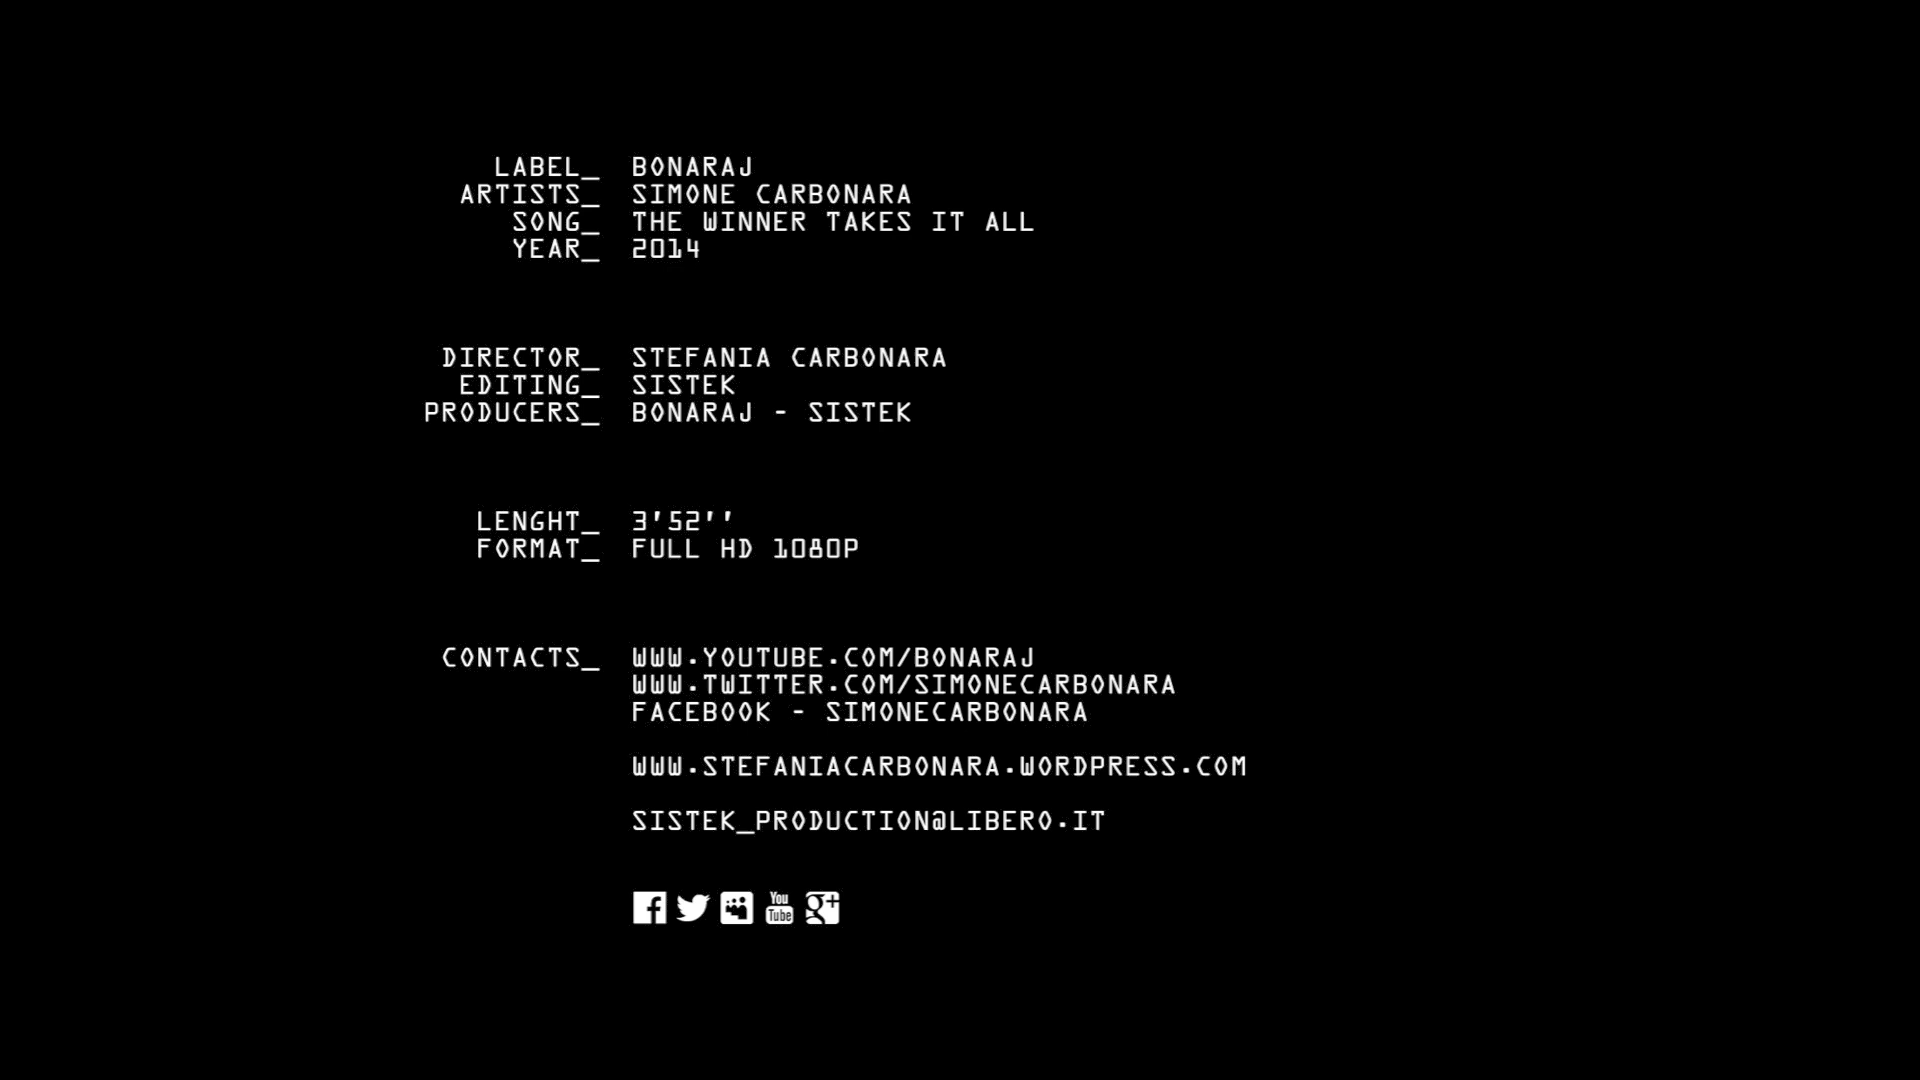 LABEL_ BONARAJ
ARTISTS_ SIMONE CARBONARA
SONG_ THE WINNER TAKES IT ALL
YEAR_ 2014
DIRECTOR_ STEFANIA CARBONARA
EDITING_ SISTEK
PRODUCERS_ BONARAJ - SISTEK
LENGHT_ 3'52''
FORMAT_ FULL HD 1080P
CONTACTS_ WWW.YOUTUBE.COM/BONARAJ
WWW.TWITTER.COM/SIMONECARBONARA
FACEBOOK - SIMONECARBONARA
WWW.STEFANIACARBONARA.WORDPRESS.COM
SISTEK_PRODUCTION@LIBERO.IT
You Tube g+